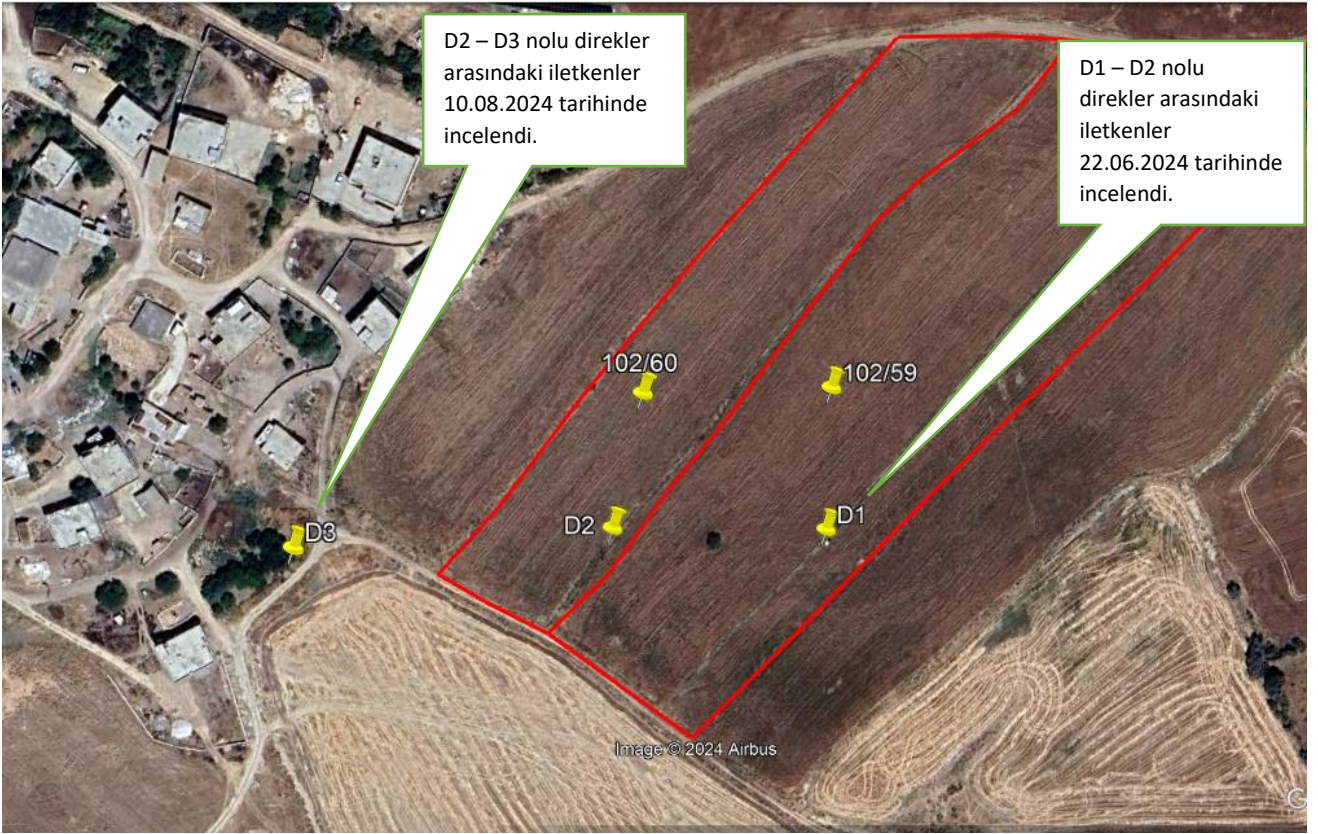 D2 – D3 nolu direkler
arasındaki iletkenler
10.08.2024 tarihinde
incelendi.
D1 – D2 nolu
direkler arasındaki
iletkenler
22.06.2024 tarihinde
incelendi.
102/60
102/59
D2
D1
D3
Image © 2024 Airbus
G